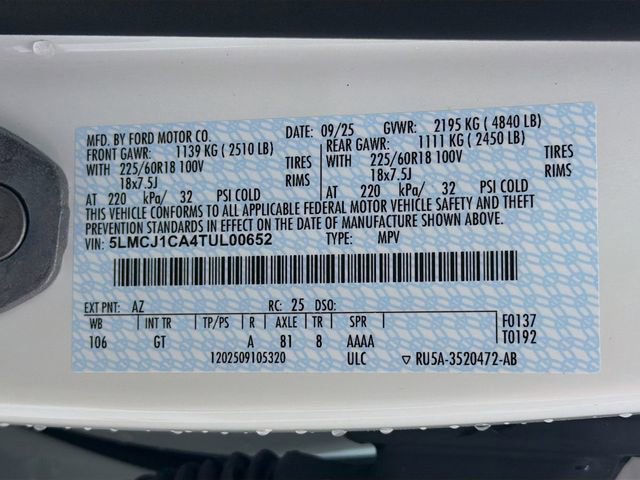 MFD. BY FORD MOTOR CO. DATE: 09/25 GVWR: 2195 KG ( 4840 LB)
FRONT GAWR: 1139 KG ( 2510 LB) REAR GAWR: 1111 KG ( 2450 LB)
WITH 225/60R18 100V TIRES WITH 225/60R18 100V TIRES
18x7.5J RIMS 18x7.5J RIMS
AT 220 kPa/ 32 PSI COLD AT 220 kPa/ 32 PSI COLD
THIS VEHICLE CONFORMS TO ALL APPLICABLE FEDERAL MOTOR VEHICLE SAFETY AND THEFT
PREVENTION STANDARDS IN EFFECT ON THE DATE OF MANUFACTURE SHOWN ABOVE.
VIN: 5LMCJ1CA4TUL00652 TYPE: MPV
EXT PNT: AZ RC: 25 DSO:
WB INT TR TP/PS R AXLE TR SPR F0137
106 GT A 81 8 AAAA T0192
1202509105320 ULC ▽ RU5A-3520472-AB